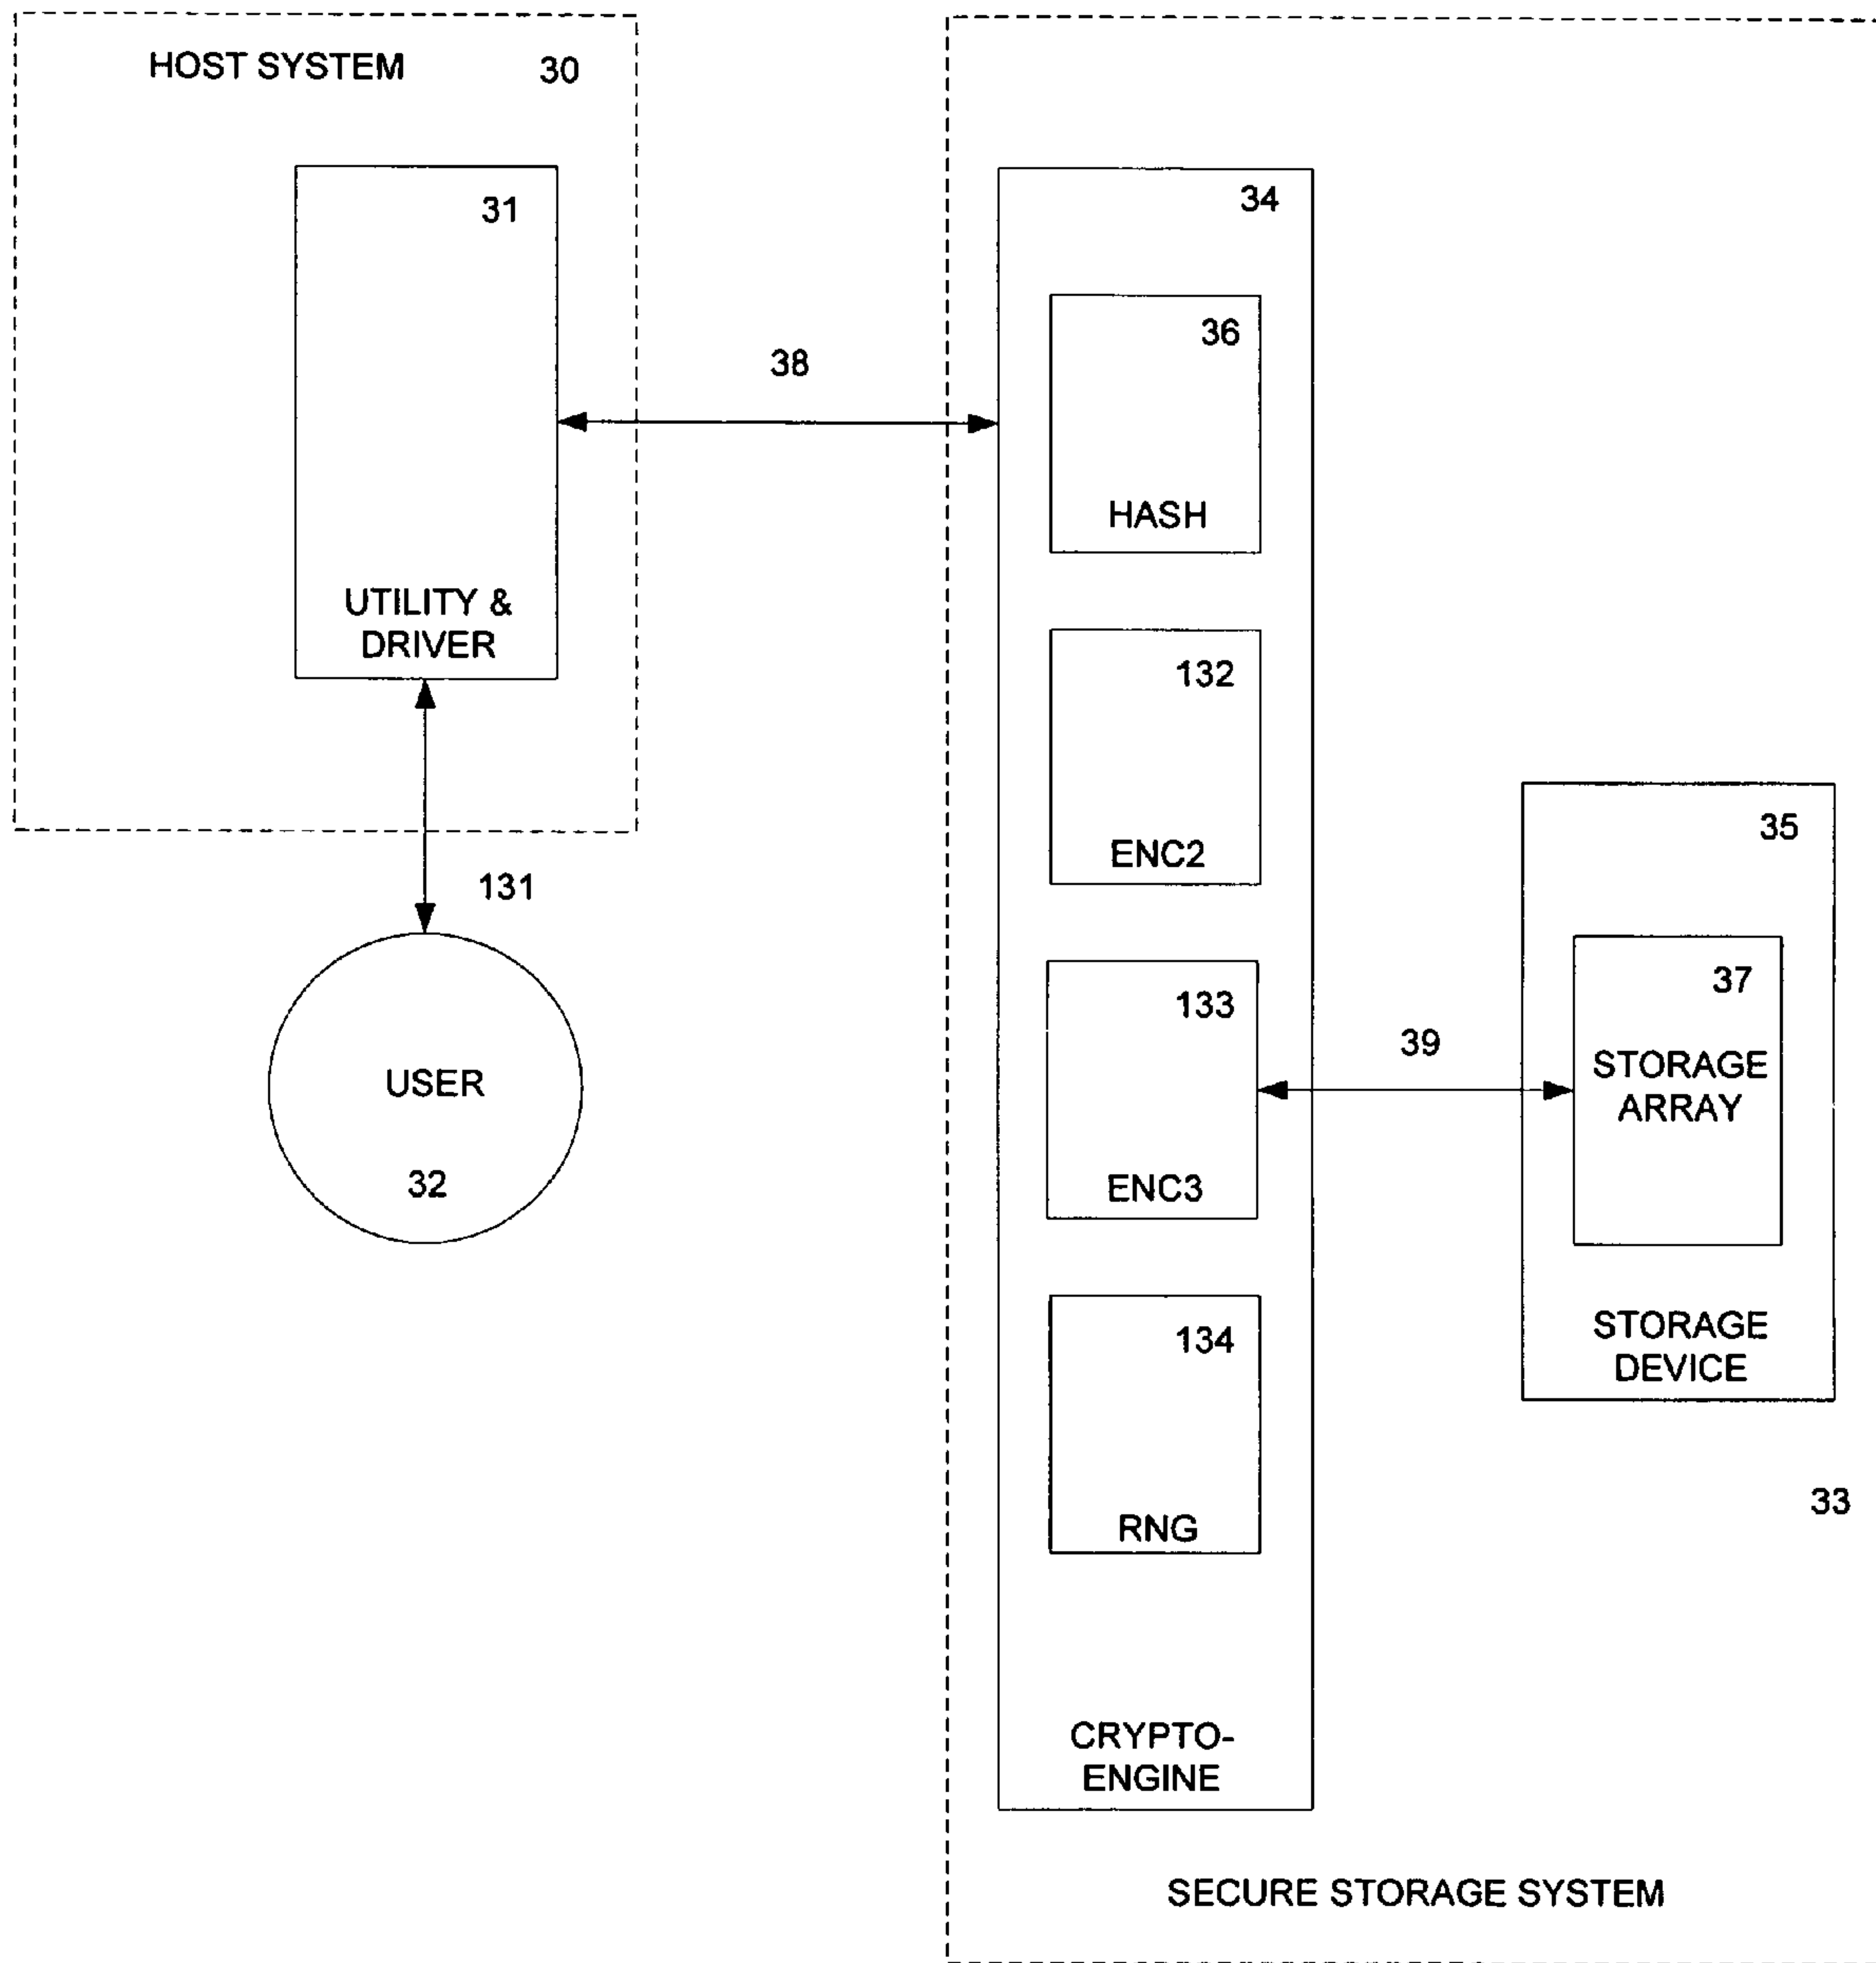 HOST SYSTEM 30
31
UTILITY &
DRIVER
131
USER
32
38
34
36
HASH
132
ENC2
133
ENC3
134
RNG
CRYPTO-
ENGINE
39
35
37
STORAGE
ARRAY
STORAGE
DEVICE
33
SECURE STORAGE SYSTEM